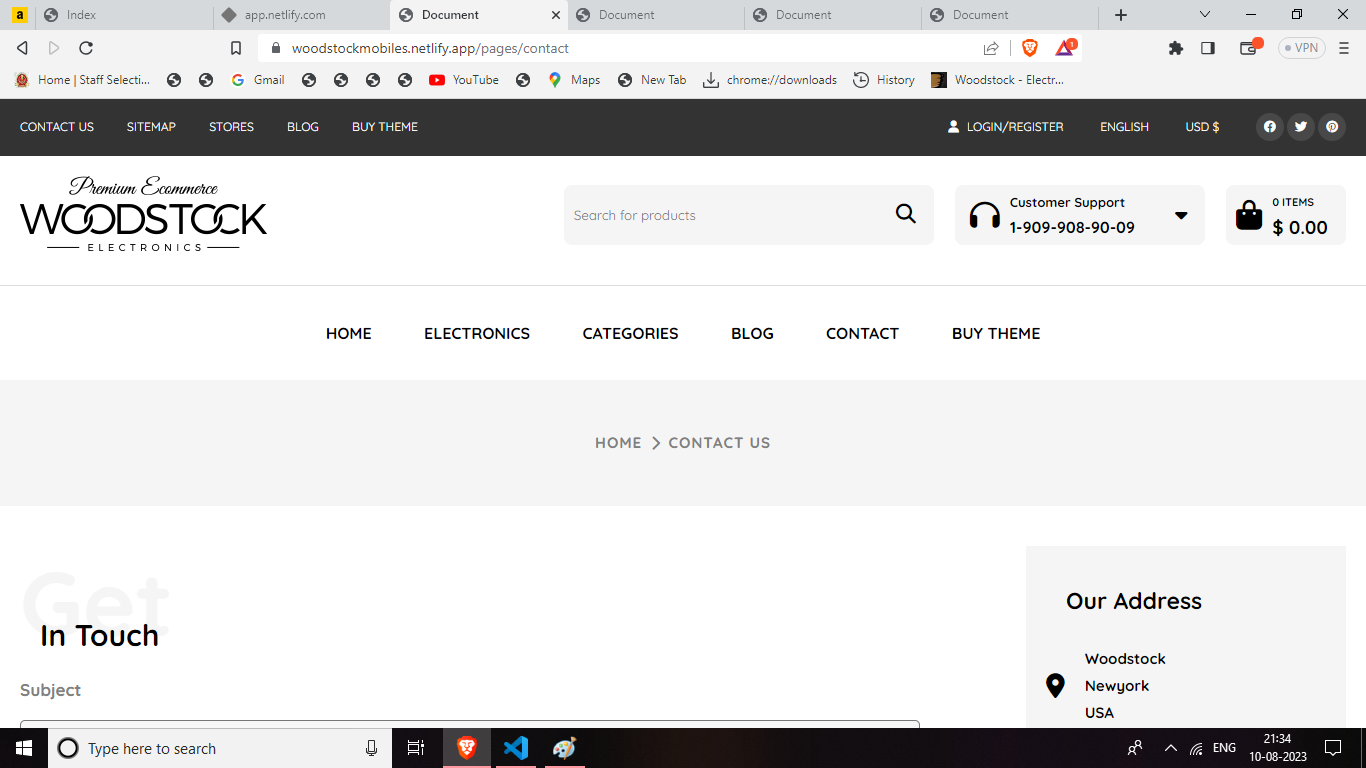 a Index app.netlify.com Document Document Document Document
woodstockmobiles.netlify.app/pages/contact 1 VPN
Home | Staff Selecti... Gmail YouTube Maps New Tab chrome://downloads History Woodstock - Electr...
CONTACT US SITEMAP STORES BLOG BUY THEME LOGIN/REGISTER ENGLISH USD $
Premium Ecommerce
WOODSTOCK
ELECTRONICS
Search for products
Customer Support
1-909-908-90-09
0 ITEMS
$ 0.00
HOME ELECTRONICS CATEGORIES BLOG CONTACT BUY THEME
HOME > CONTACT US
Get
In Touch
Subject
Our Address
Woodstock
Newyork
USA
Type here to search ENG 21:34
10-08-2023